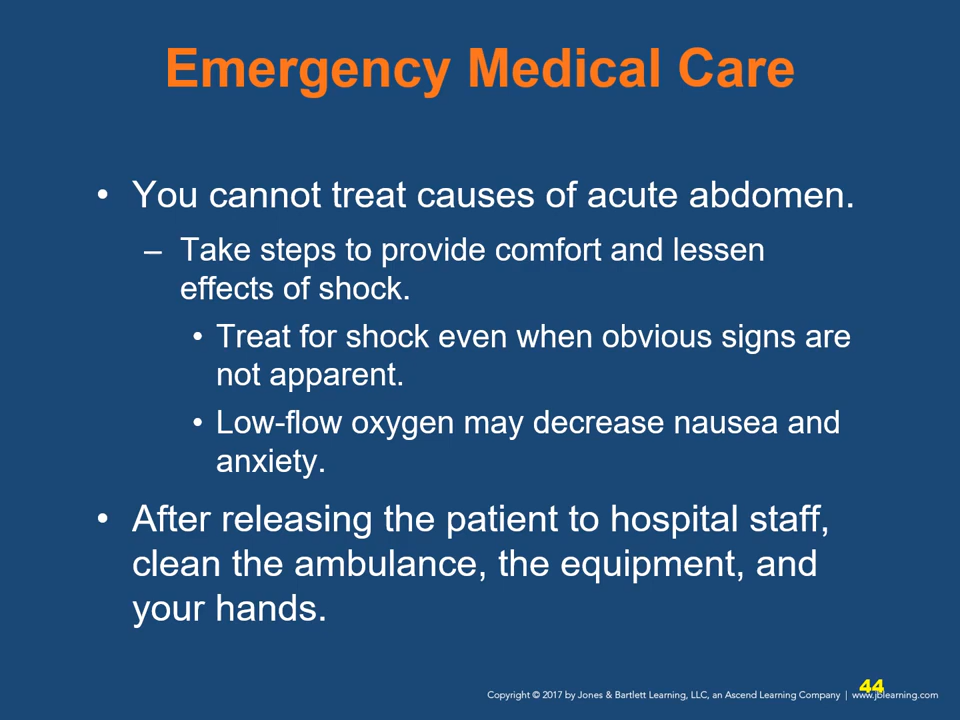 Emergency Medical Care
• You cannot treat causes of acute abdomen.
– Take steps to provide comfort and lessen
effects of shock.
• Treat for shock even when obvious signs are
not apparent.
• Low-flow oxygen may decrease nausea and
anxiety.
• After releasing the patient to hospital staff,
clean the ambulance, the equipment, and
your hands.
44
Copyright © 2017 by Jones & Bartlett Learning, LLC, an Ascend Learning Company | www.jblearning.com